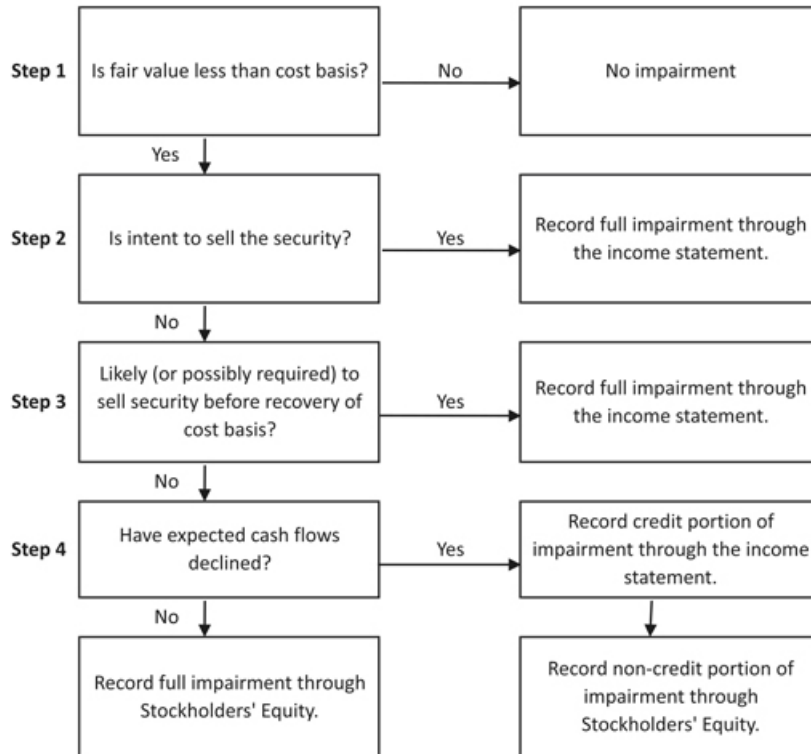 Step 1
Is fair value less than cost basis?
No
No impairment
Yes
Step 2
Is intent to sell the security?
Yes
Record full impairment through
the income statement.
No
Step 3
Likely (or possibly required) to
sell security before recovery of
cost basis?
Yes
Record full impairment through
the income statement.
No
Step 4
Have expected cash flows
declined?
Yes
Record credit portion of
impairment through the income
statement.
No
Record full impairment through
Stockholders' Equity.
Record non-credit portion of
impairment through
Stockholders' Equity.